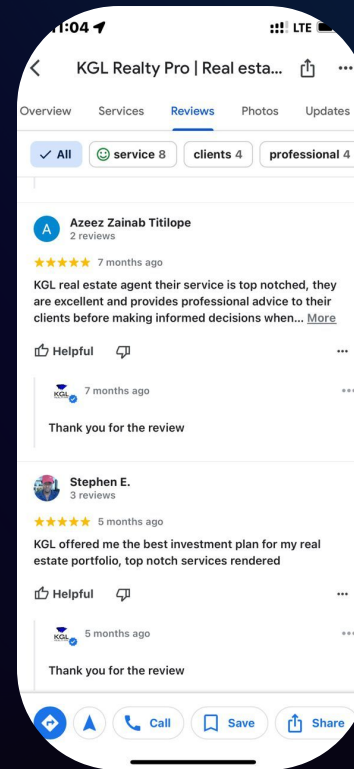 1:04
LTE
KGL Realty Pro | Real esta...
Overview Services Reviews Photos Updates
All service 8 clients 4 professional 4
A
Azeez Zainab Titilope
2 reviews
7 months ago
KGL real estate agent their service is top notched, they
are excellent and provides professional advice to their
clients before making informed decisions when... More
Helpful
KGL
7 months ago
Thank you for the review
Stephen E.
3 reviews
5 months ago
KGL offered me the best investment plan for my real
estate portfolio, top notch services rendered
Helpful
KGL
5 months ago
Thank you for the review
Call Save Share